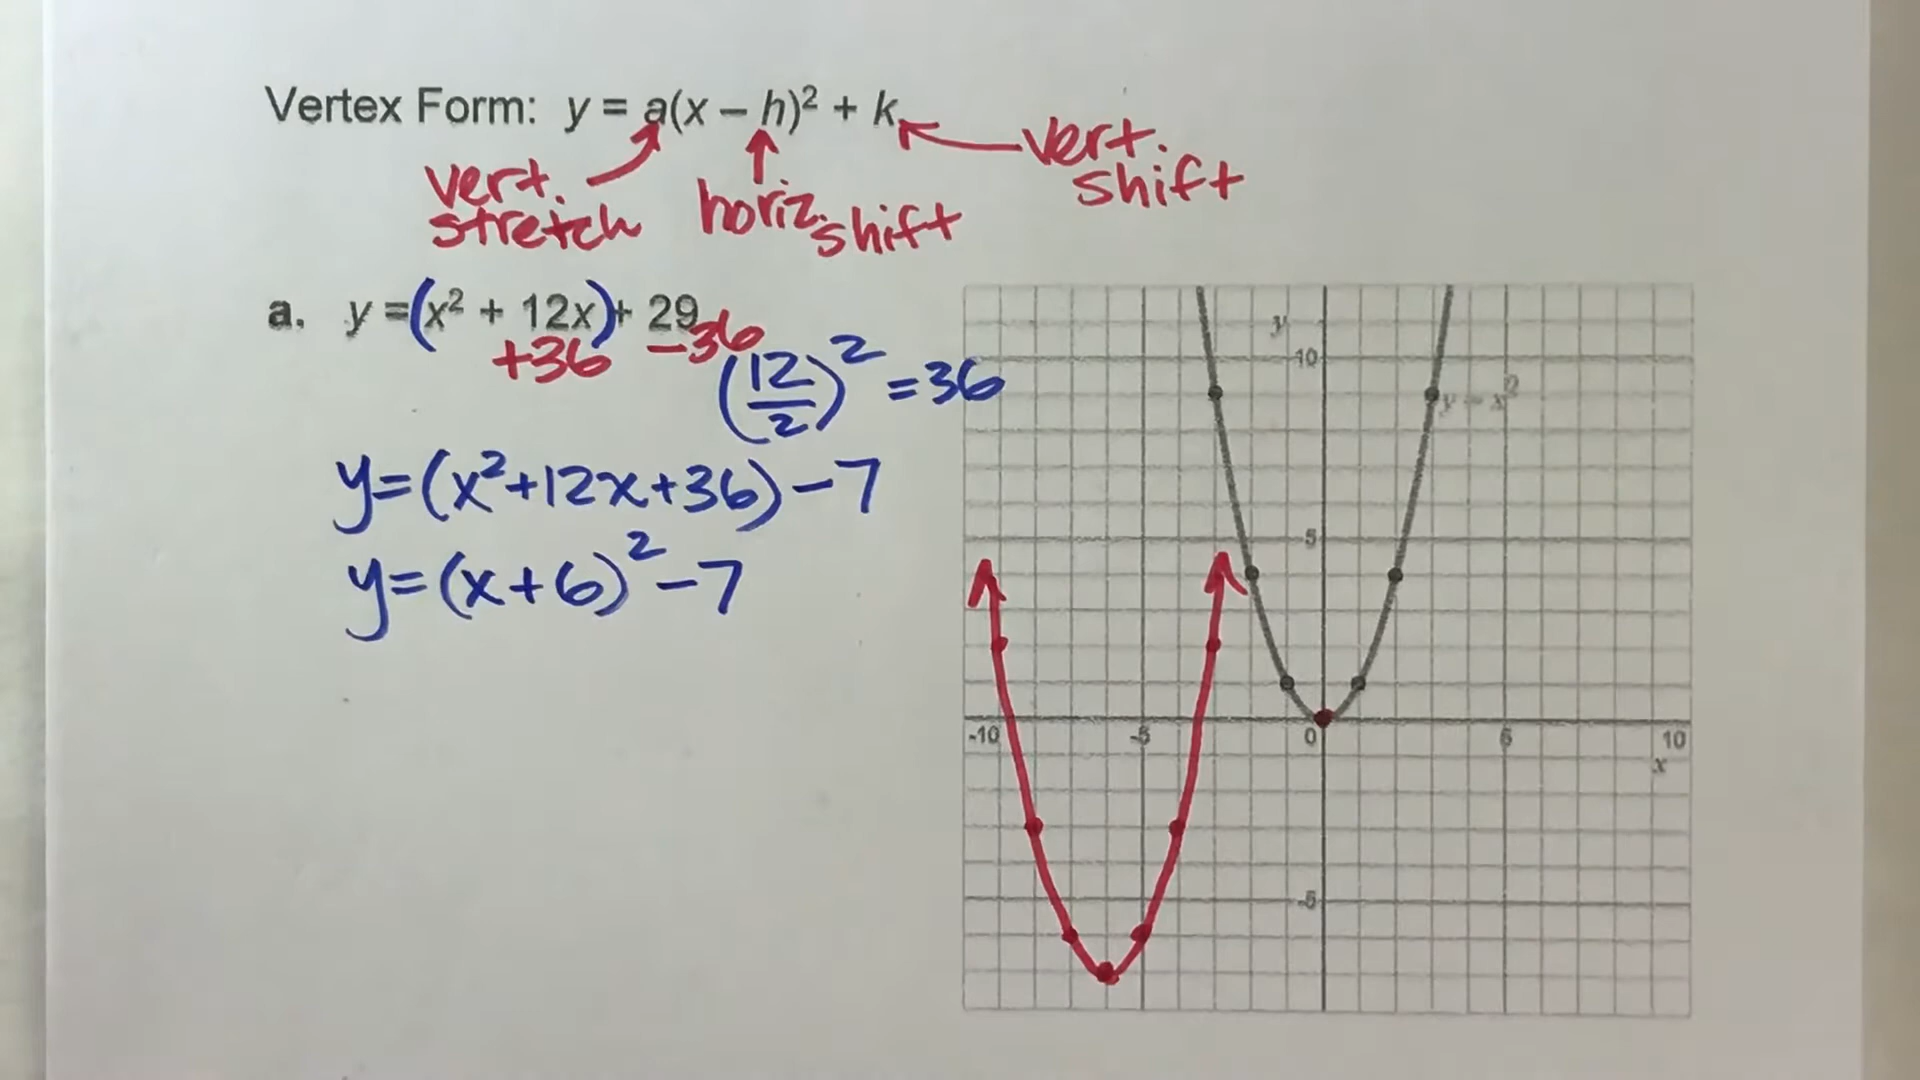 Vertex Form: y = a(x – h)² + k
vert. stretch
horiz. shift
vert. shift
a. y = (x² + 12x) + 29
+36 −36
(12/2)² = 36
y = (x² + 12x + 36) − 7
y = (x + 6)² − 7
y
10
y = x²
5
-10 -5 0 5 10
x
-5